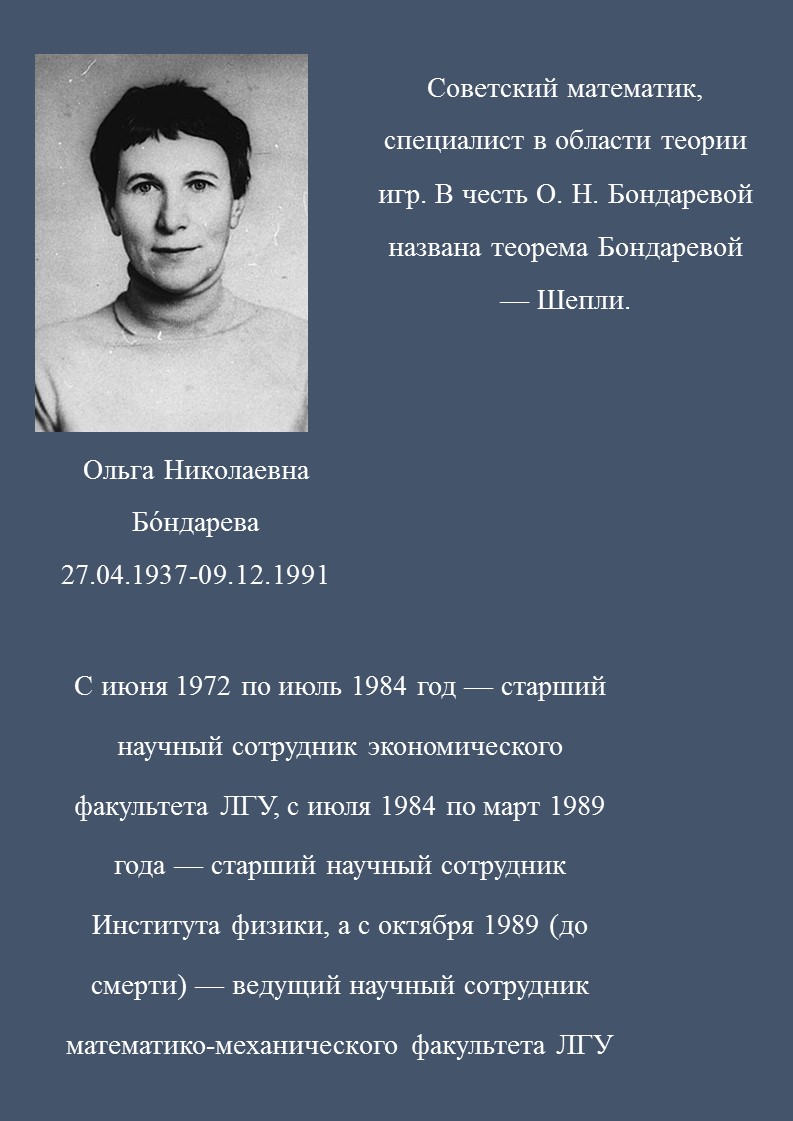 Советский математик,
специалист в области теории
игр. В честь О. Н. Бондаревой
названа теорема Бондаревой
— Шепли.
Ольга Николаевна
Бо́ндарева
27.04.1937-09.12.1991
С июня 1972 по июль 1984 год — старший
научный сотрудник экономического
факультета ЛГУ, с июля 1984 по март 1989
года — старший научный сотрудник
Института физики, а с октября 1989 (до
смерти) — ведущий научный сотрудник
математико-механического факультета ЛГУ